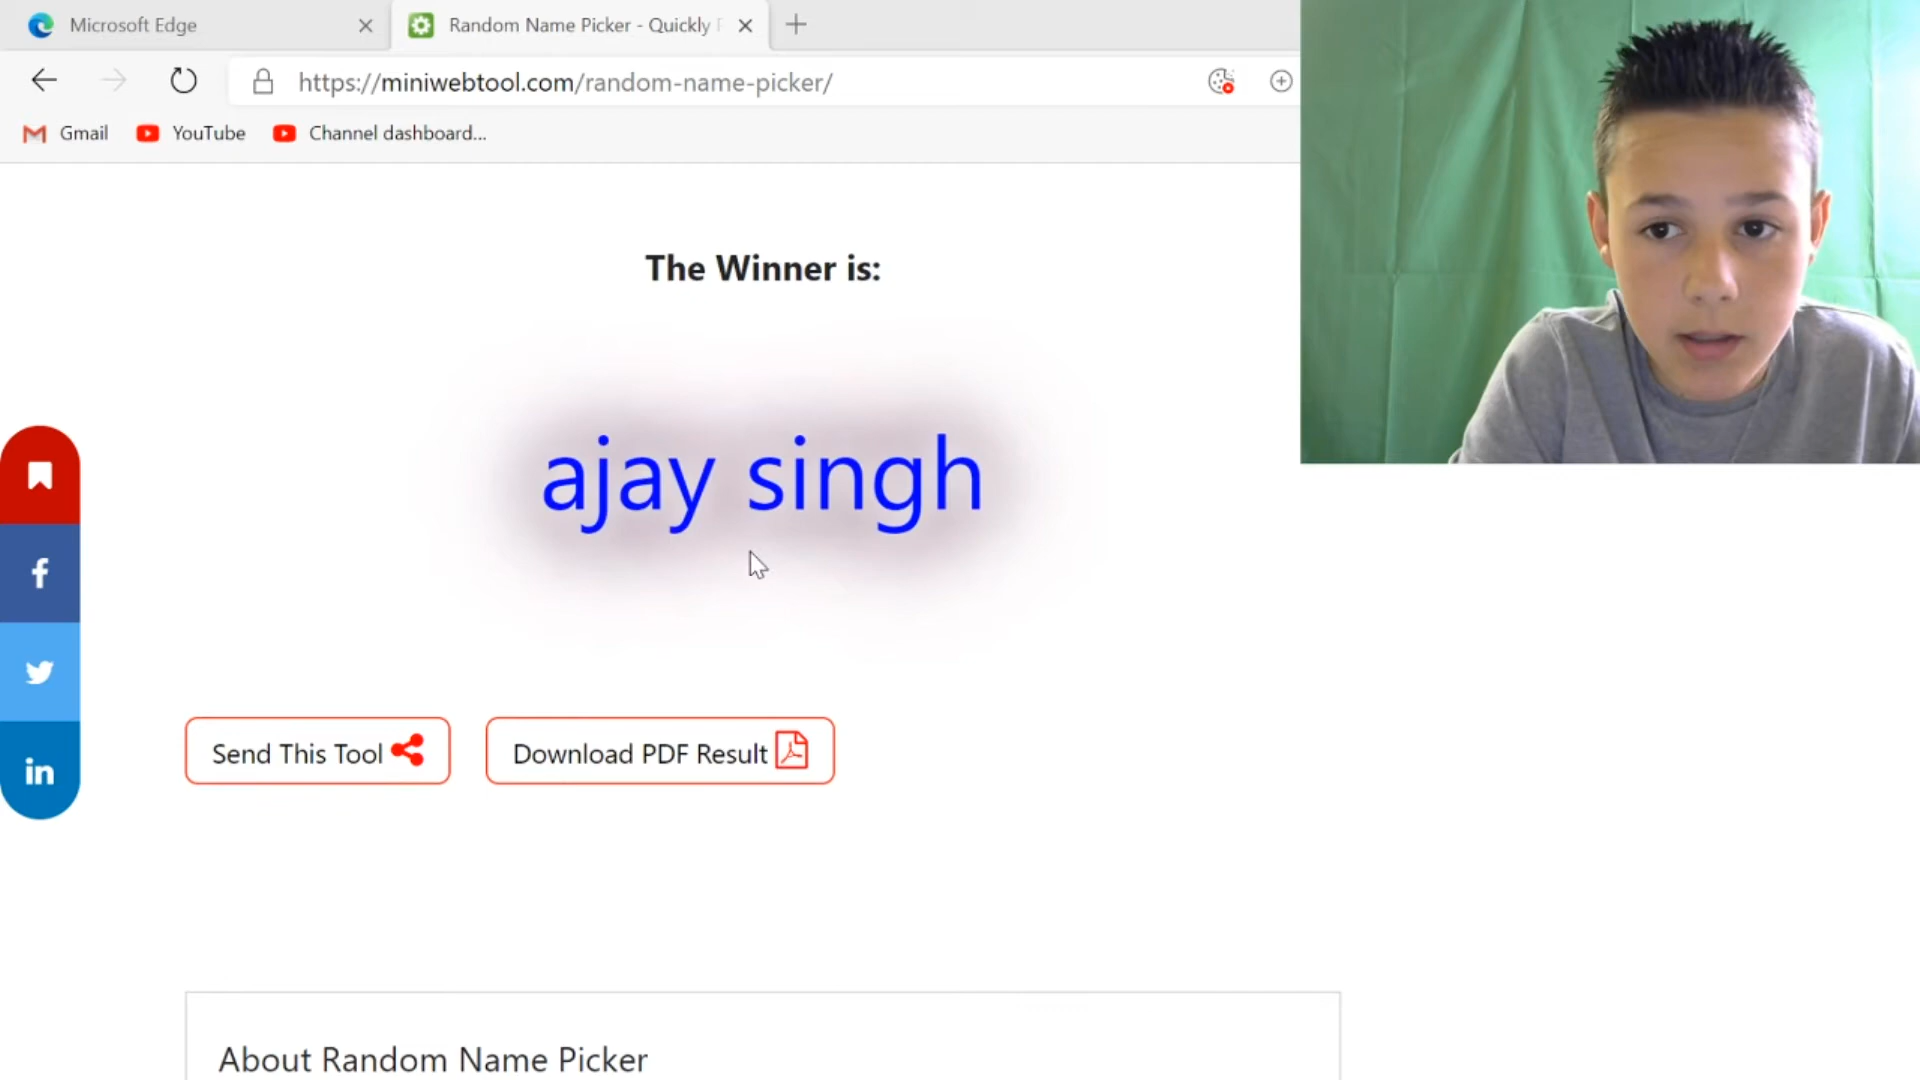 Microsoft Edge
Random Name Picker - Quickly
https://miniwebtool.com/random-name-picker/
Gmail YouTube Channel dashboard...
The Winner is:
ajay singh
Send This Tool
Download PDF Result
About Random Name Picker